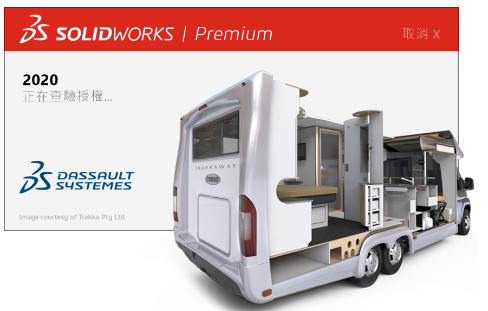 SOLIDWORKS | Premium
取消 X
2020
正在查驗授權...
TRAKKAWAY
DASSAULT
SYSTEMES
Image courtesy of Trakka Pty Ltd.